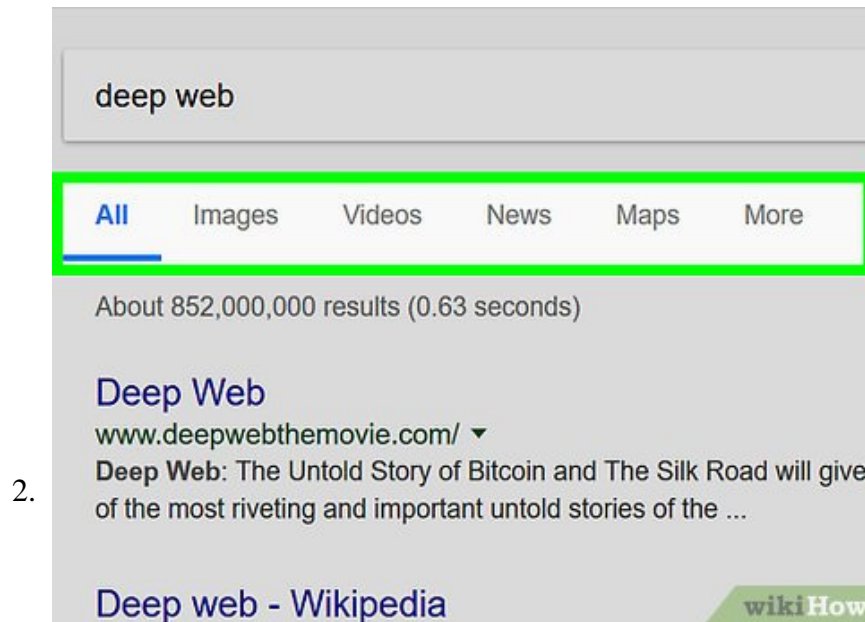 deep web
All Images Videos News Maps More
About 852,000,000 results (0.63 seconds)
Deep Web
www.deepwebthemovie.com/
Deep Web: The Untold Story of Bitcoin and The Silk Road will give
of the most riveting and important untold stories of the ...
2.
Deep web - Wikipedia
wikiHow